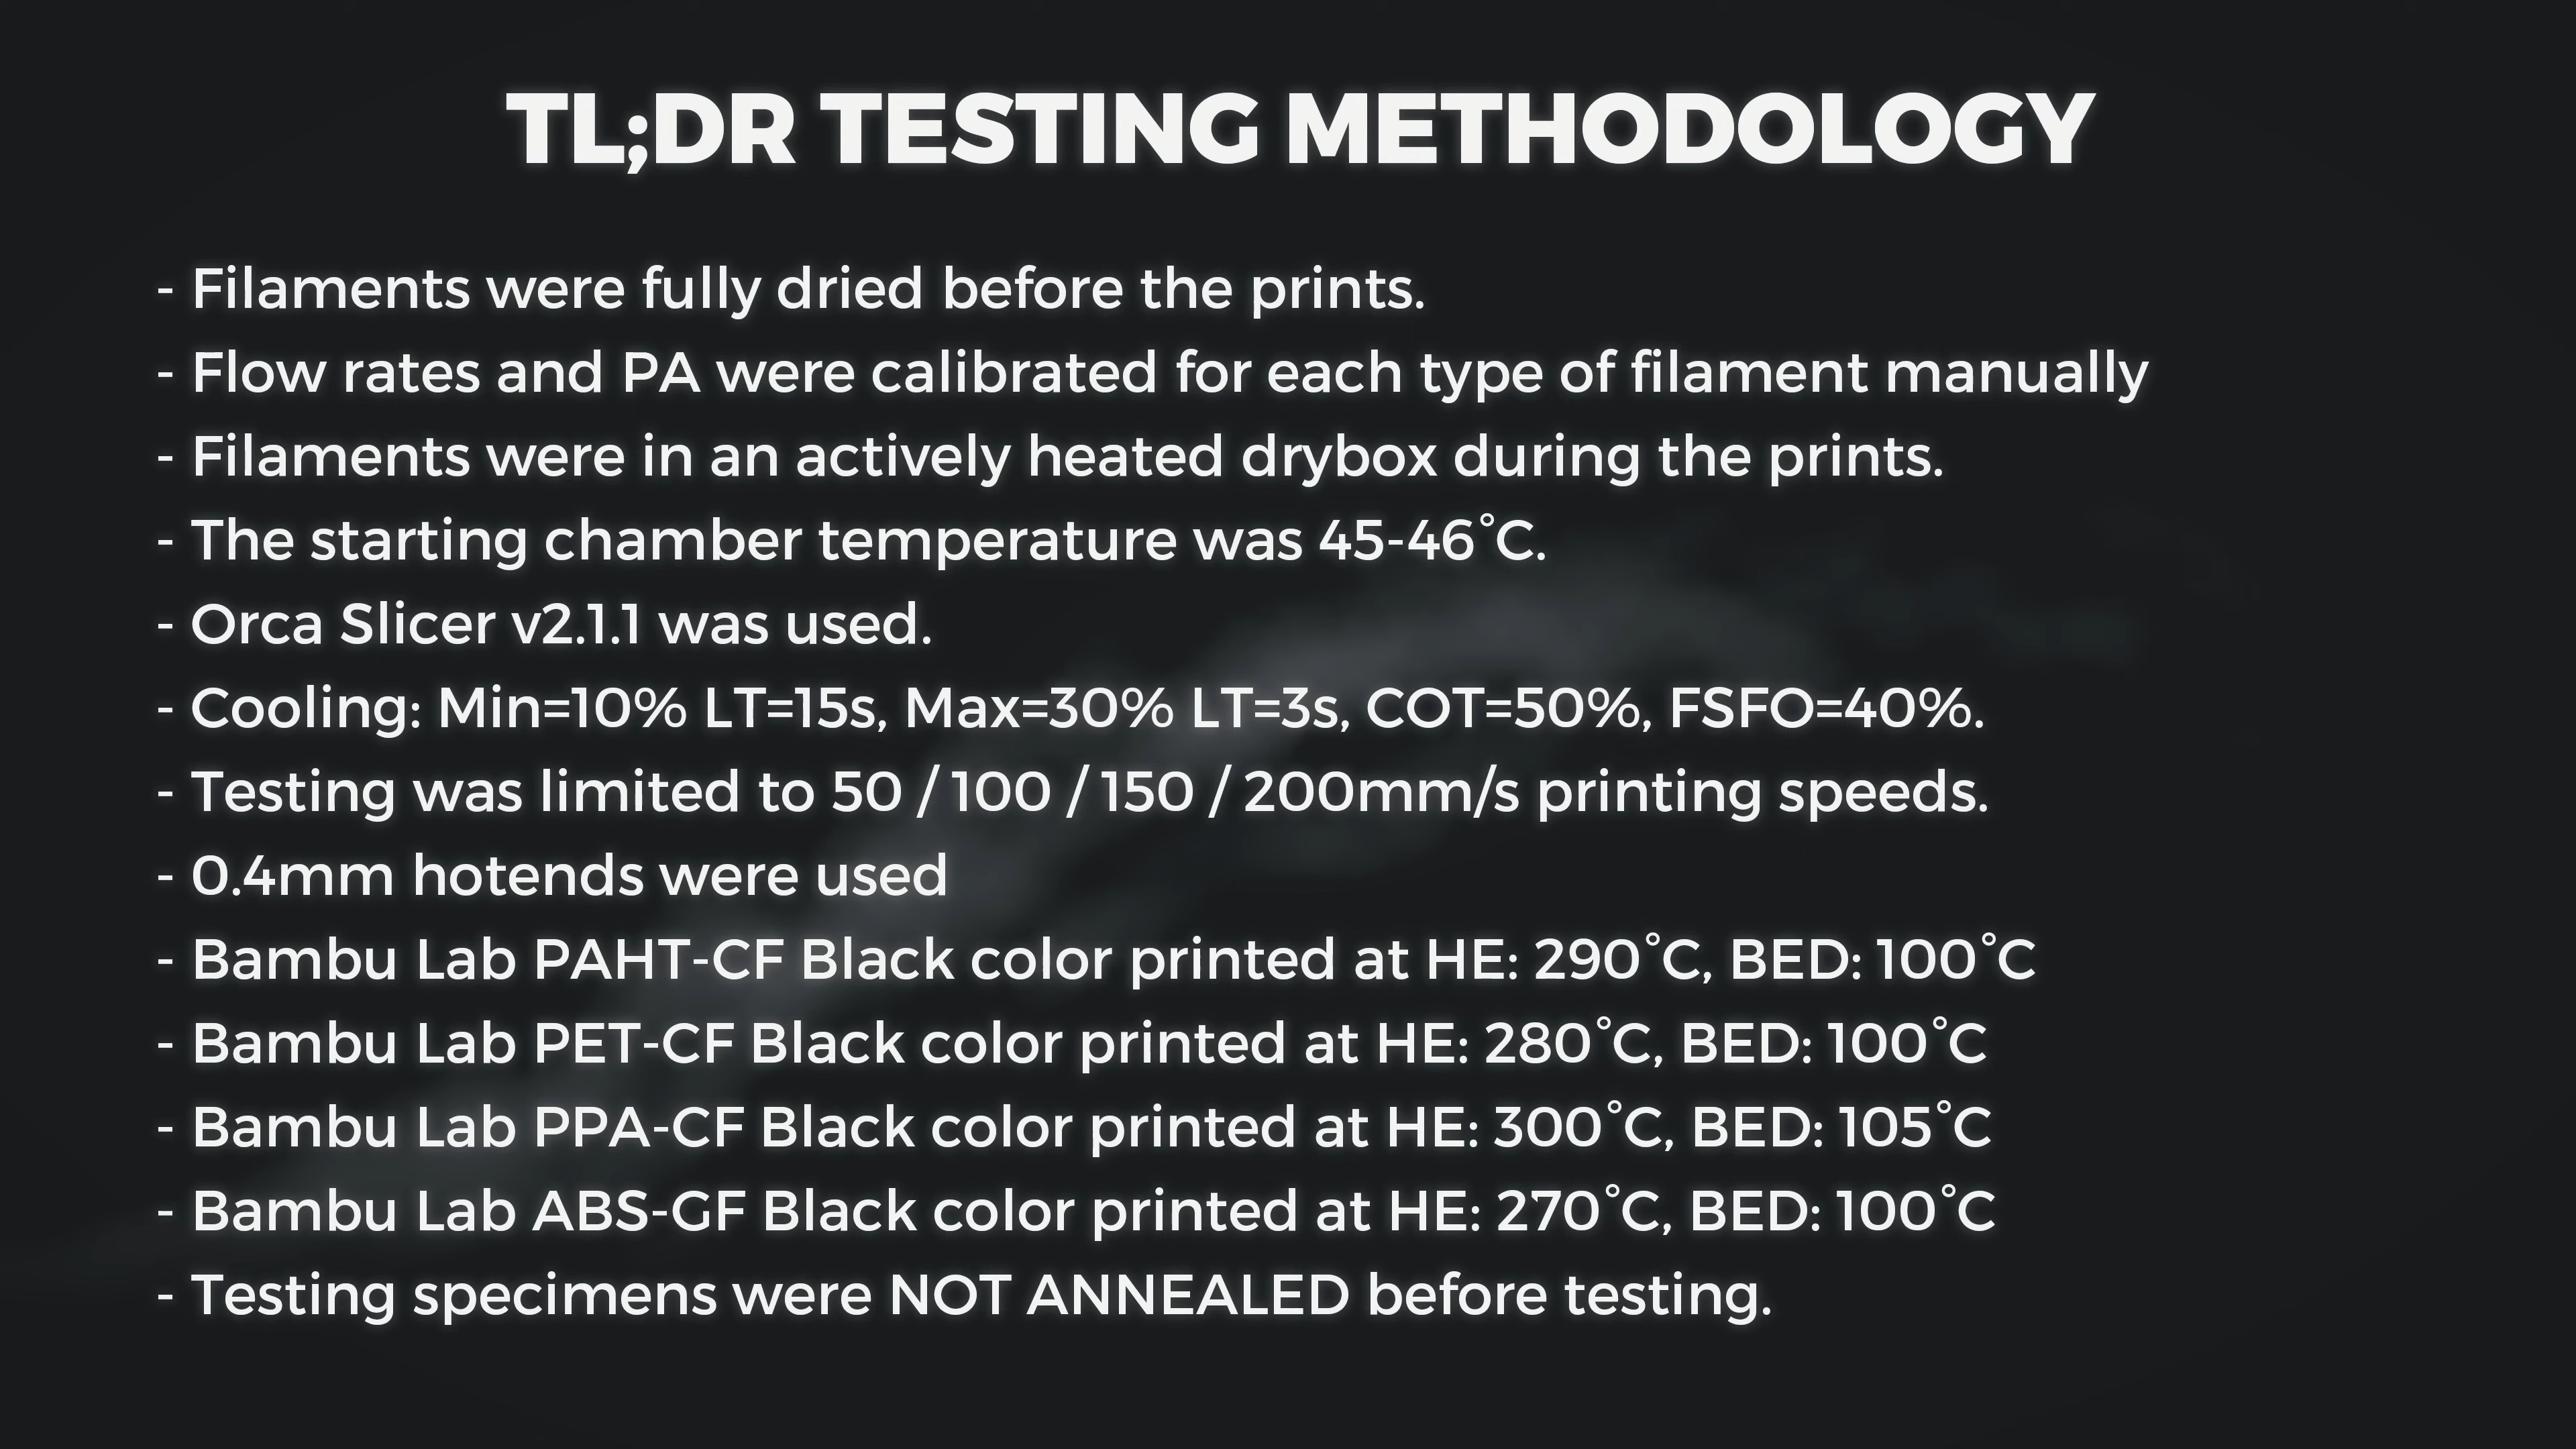 TL;DR TESTING METHODOLOGY
- Filaments were fully dried before the prints.
- Flow rates and PA were calibrated for each type of filament manually
- Filaments were in an actively heated drybox during the prints.
- The starting chamber temperature was 45-46°C.
- Orca Slicer v2.1.1 was used.
- Cooling: Min=10% LT=15s, Max=30% LT=3s, COT=50%, FSFO=40%.
- Testing was limited to 50 / 100 / 150 / 200mm/s printing speeds.
- 0.4mm hotends were used
- Bambu Lab PAHT-CF Black color printed at HE: 290°C, BED: 100°C
- Bambu Lab PET-CF Black color printed at HE: 280°C, BED: 100°C
- Bambu Lab PPA-CF Black color printed at HE: 300°C, BED: 105°C
- Bambu Lab ABS-GF Black color printed at HE: 270°C, BED: 100°C
- Testing specimens were NOT ANNEALED before testing.